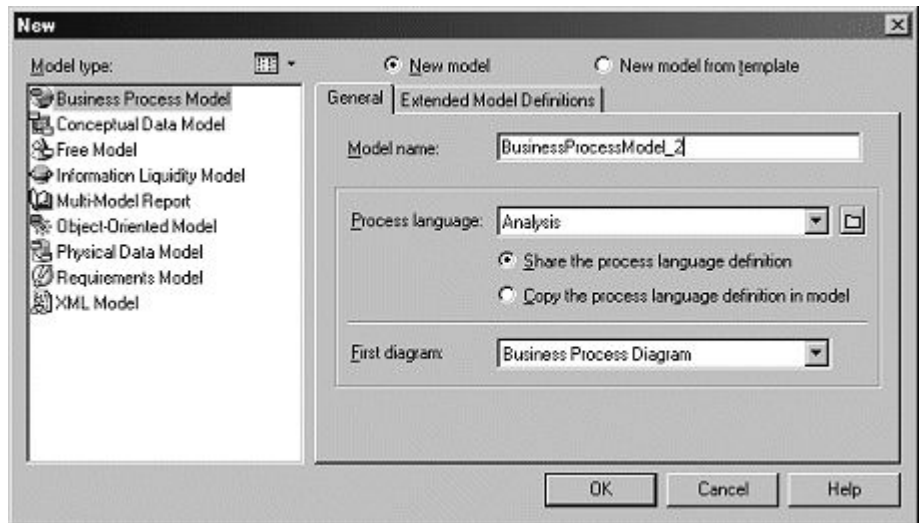 New
Model type:
New model
New model from template
Business Process Model
Conceptual Data Model
Free Model
Information Liquidity Model
Multi-Model Report
Object-Oriented Model
Physical Data Model
Requirements Model
XML Model
General
Extended Model Definitions
Model name:
BusinessProcessModel_2
Process language:
Analysis
Share the process language definition
Copy the process language definition in model
First diagram:
Business Process Diagram
OK
Cancel
Help